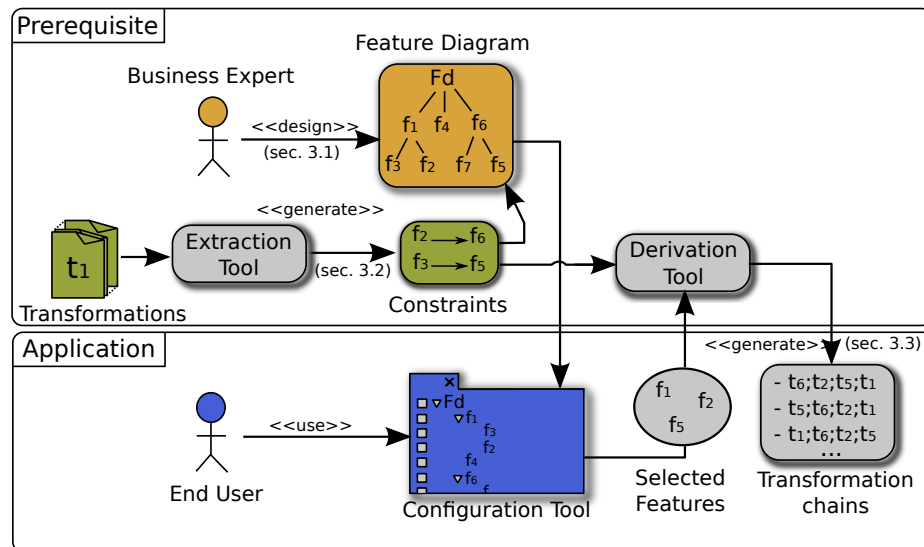 Prerequisite
Feature Diagram
Business Expert
Fd
f1 f4 f6
f3 f2 f7 f5
<<design>>
(sec. 3.1)
<<generate>>
(sec. 3.2)
t1
Transformations
Extraction
Tool
f2 f6
f3 f5
Constraints
Derivation
Tool
Application
<<generate>> (sec. 3.3)
End User
<<use>>
x
Fd
f1
f3
f2
f4
f6
Configuration Tool
f1 f2
f5
Selected
Features
- t6;t2;t5;t1
- t5;t6;t2;t1
- t1;t6;t2;t5
...
Transformation
chains